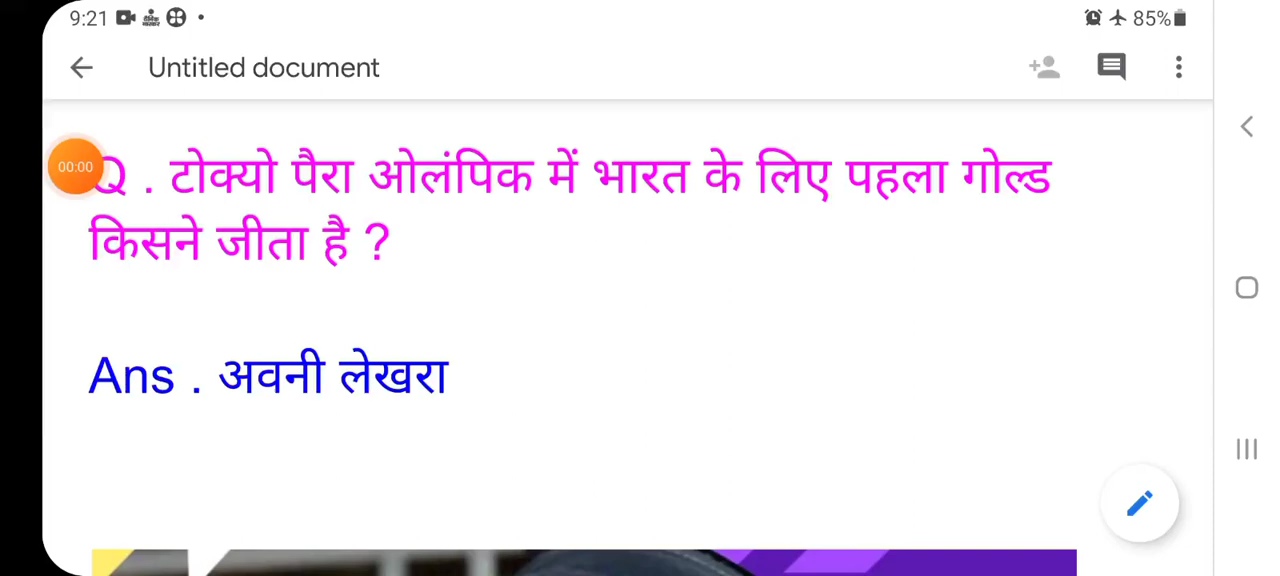 9:21
85%
Untitled document
00:00
Q . टोक्यो पैरा ओलंपिक में भारत के लिए पहला गोल्ड
किसने जीता है ?
Ans . अवनी लेखरा